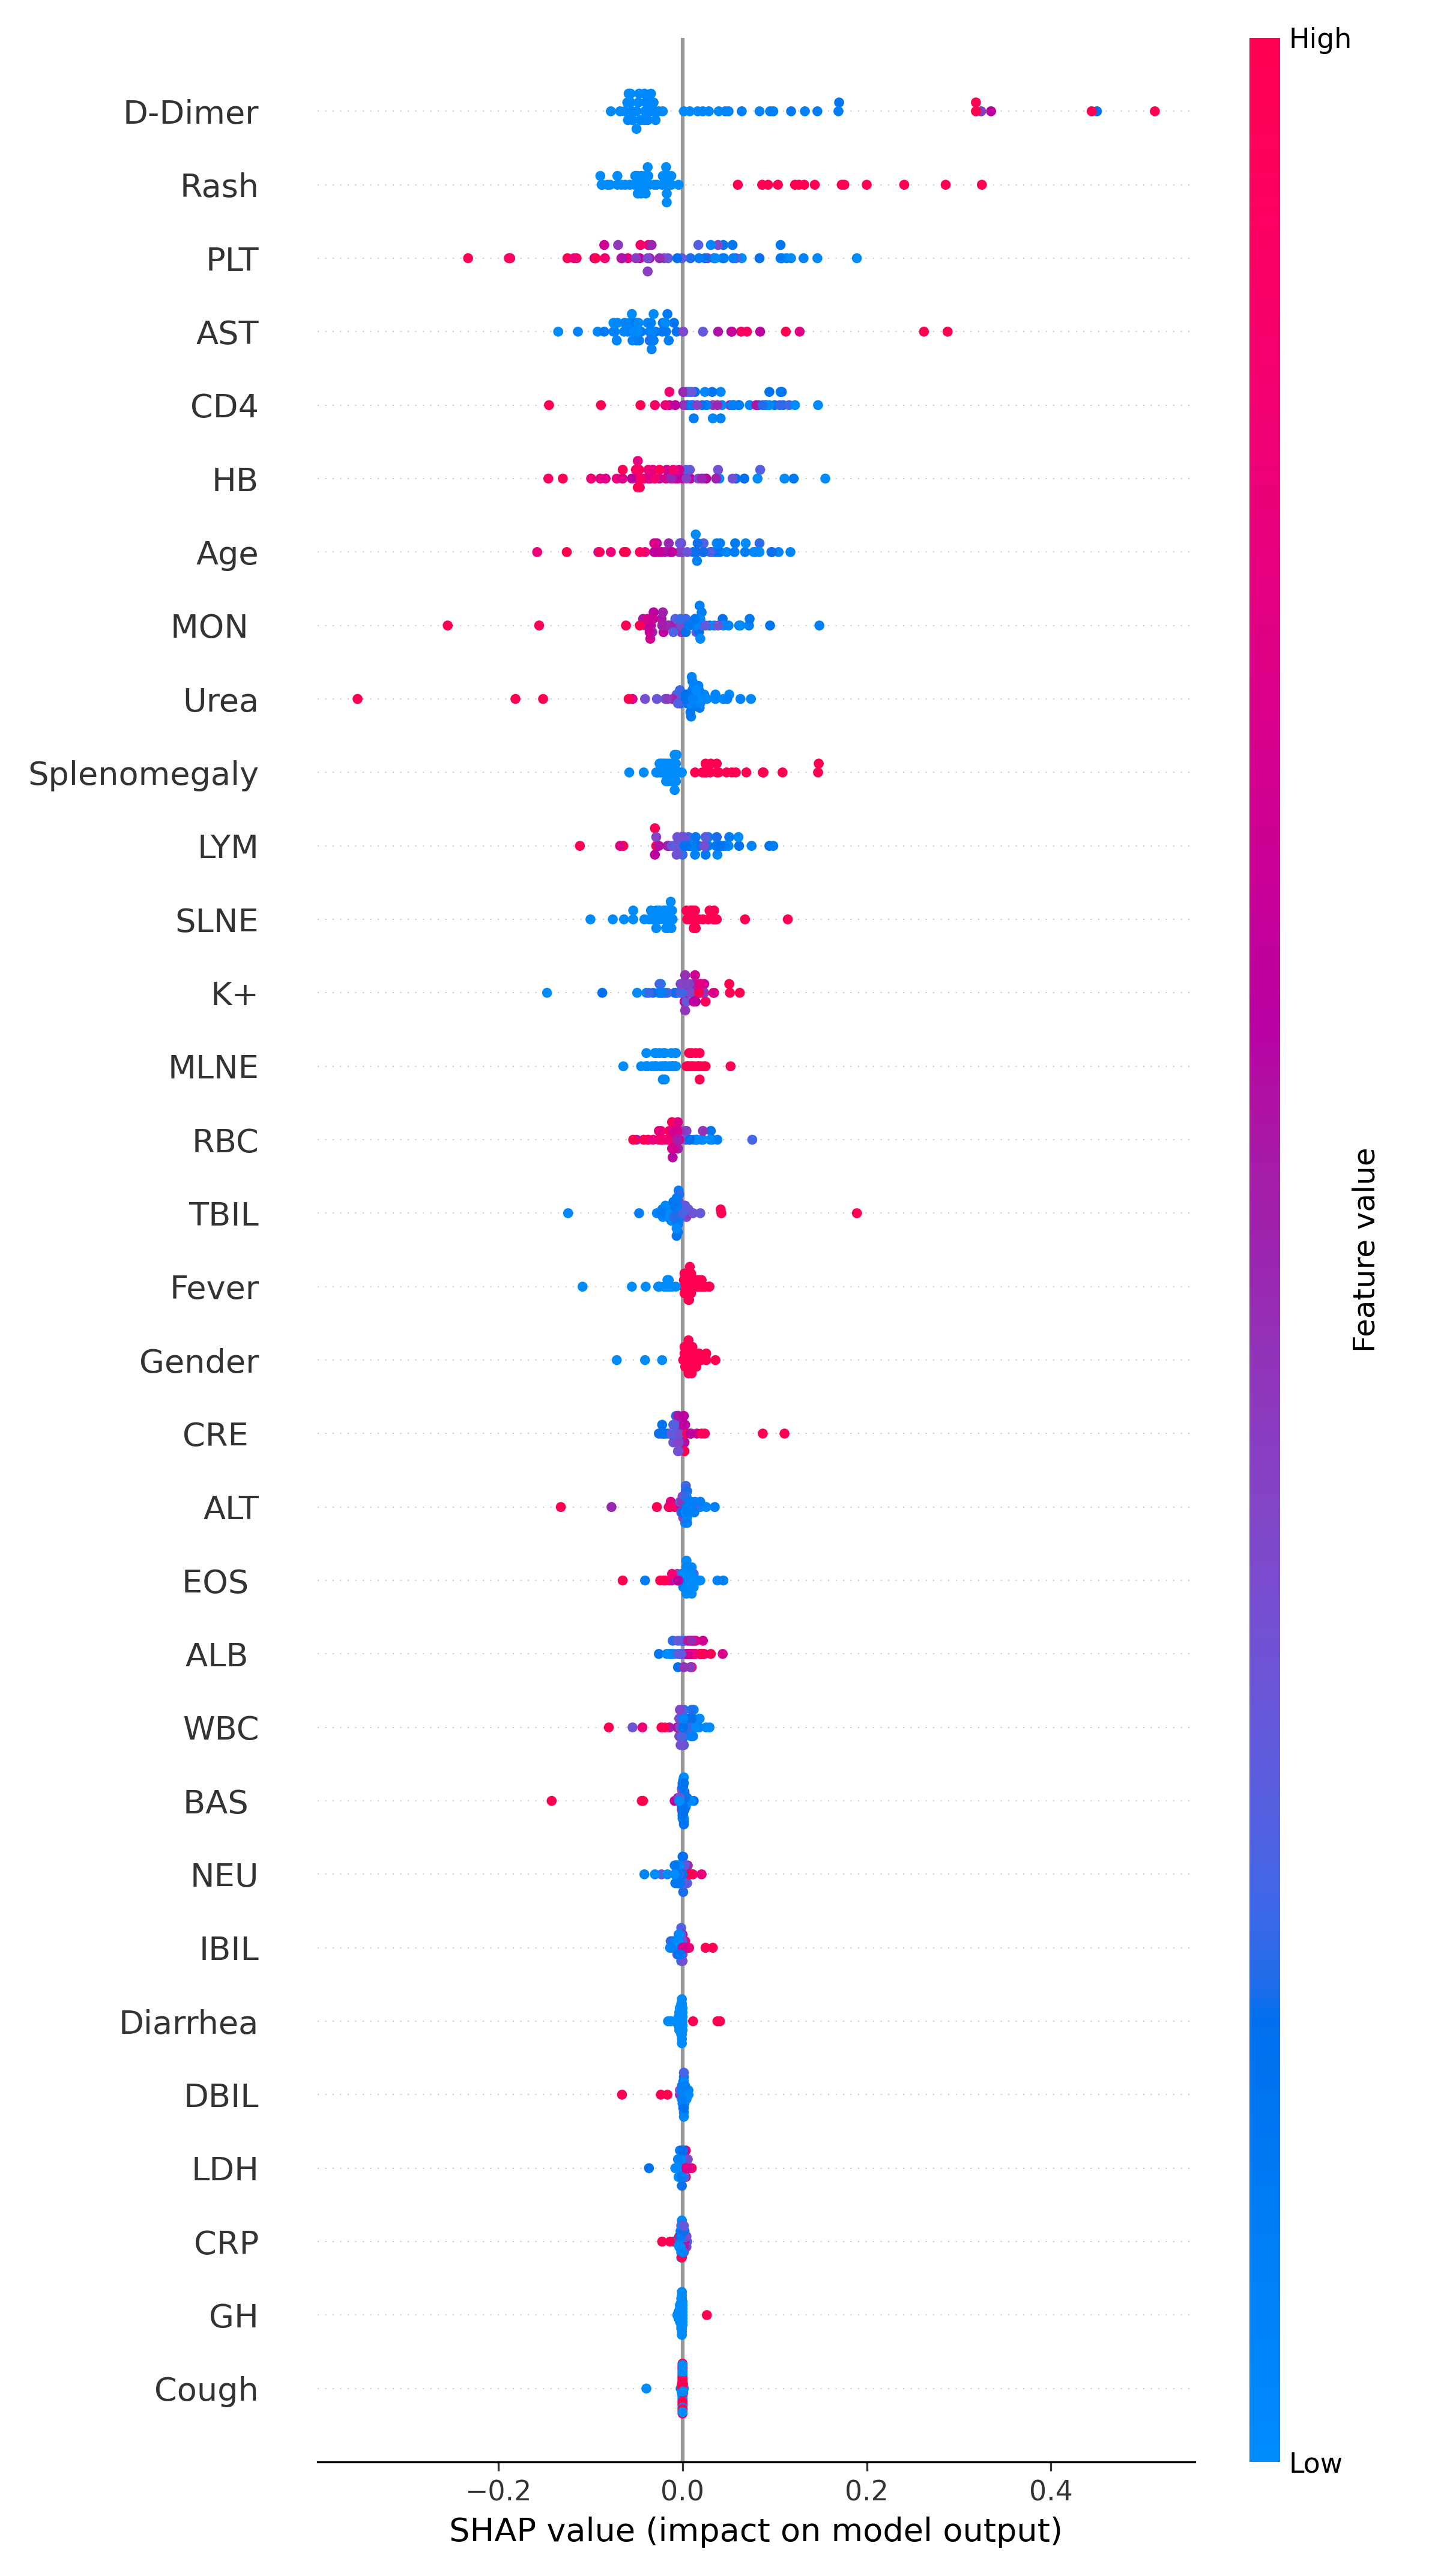 High
D-Dimer
Rash
PLT
AST
CD4
HB
Age
MON
Urea
Splenomegaly
LYM
SLNE
K+
MLNE
RBC
TBIL
Fever
Gender
CRE
ALT
EOS
ALB
WBC
BAS
NEU
IBIL
Diarrhea
DBIL
LDH
CRP
GH
Cough
Feature value
Low
−0.2 0.0 0.2 0.4
SHAP value (impact on model output)